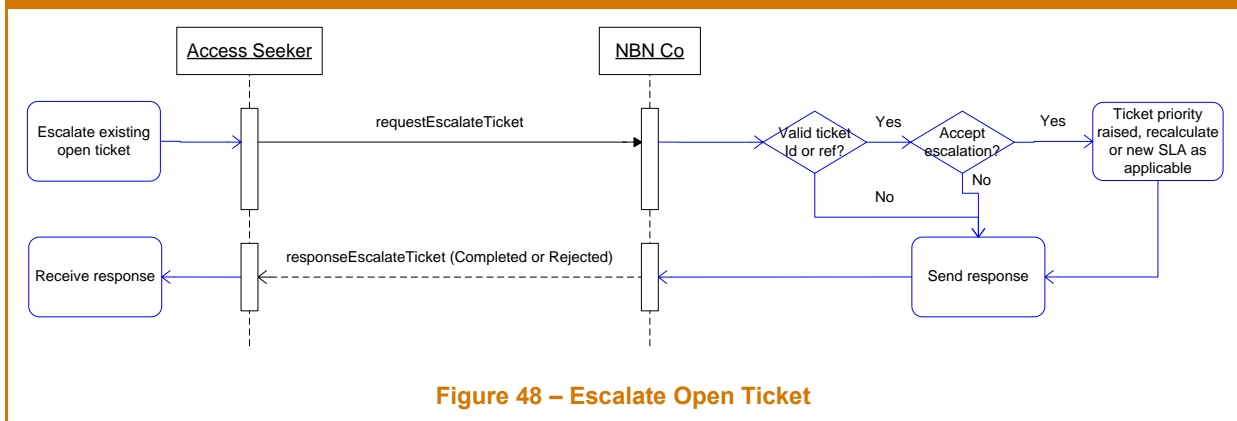 Access Seeker
NBN Co
Escalate existing
open ticket
requestEscalateTicket
Valid ticket
Id or ref?
Yes
Accept
escalation?
Yes
Ticket priority
raised, recalculate
or new SLA as
applicable
No
No
Receive response
responseEscalateTicket (Completed or Rejected)
Send response
Figure 48 – Escalate Open Ticket